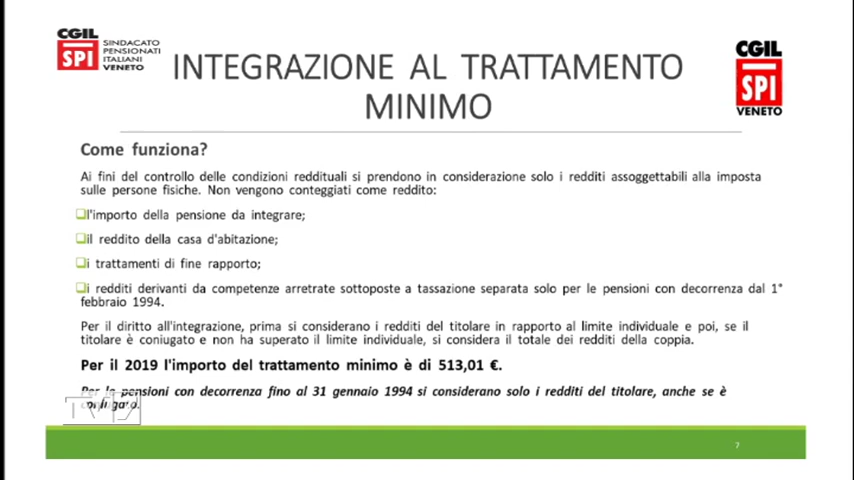 CGIL
SPI
SINDACATO
PENSIONATI
ITALIANI
VENETO
INTEGRAZIONE AL TRATTAMENTO
MINIMO
CGIL
SPI
VENETO
Come funziona?
Ai fini del controllo delle condizioni reddituali si prendono in considerazione solo i redditi assoggettabili alla imposta
sulle persone fisiche. Non vengono conteggiati come reddito:
l'importo della pensione da integrare;
il reddito della casa d'abitazione;
i trattamenti di fine rapporto;
i redditi derivanti da competenze arretrate sottoposte a tassazione separata solo per le pensioni con decorrenza dal 1°
febbraio 1994.
Per il diritto all'integrazione, prima si considerano i redditi del titolare in rapporto al limite individuale e poi, se il
titolare è coniugato e non ha superato il limite individuale, si considera il totale dei redditi della coppia.
Per il 2019 l'importo del trattamento minimo è di 513,01 €.
Per le pensioni con decorrenza fino al 31 gennaio 1994 si considerano solo i redditi del titolare, anche se è
coniugato.
7